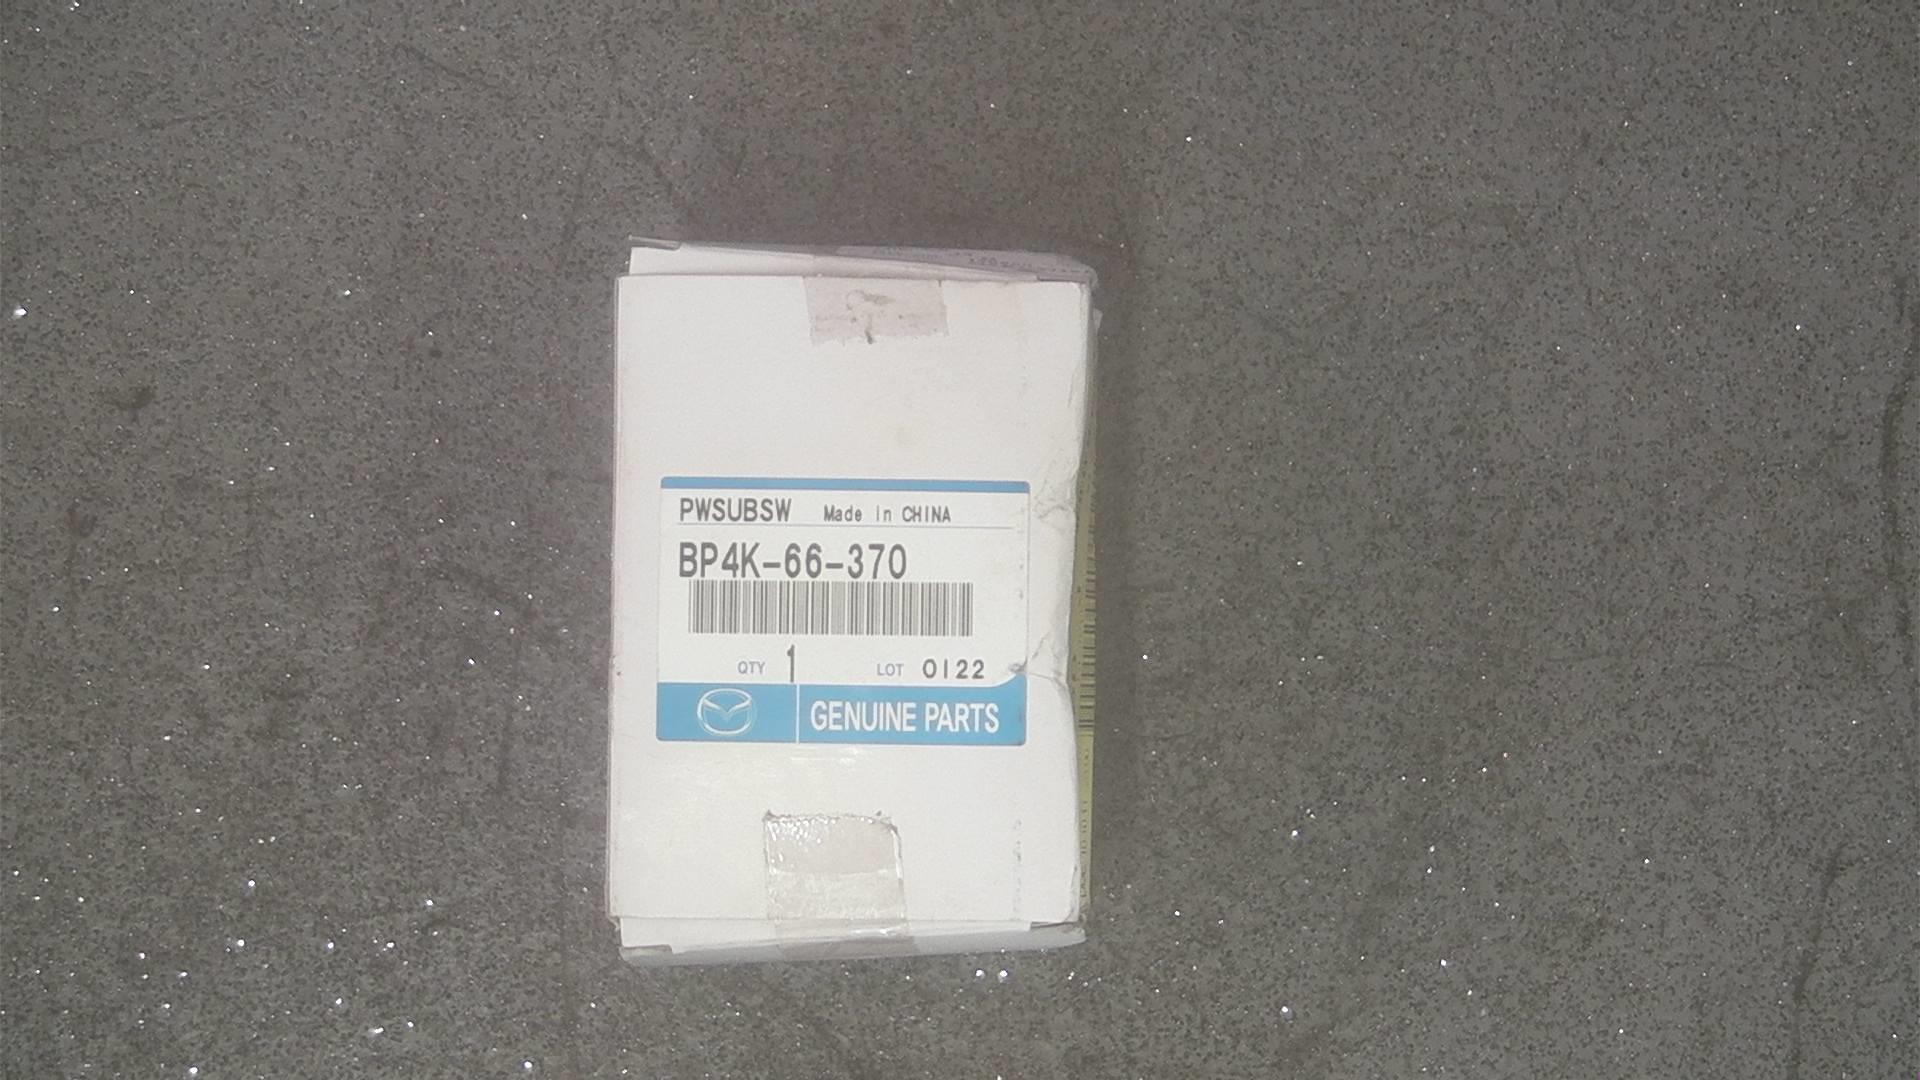 PWSUBSW Made in CHINA
BP4K-66-370
QTY 1 LOT 0122
GENUINE PARTS